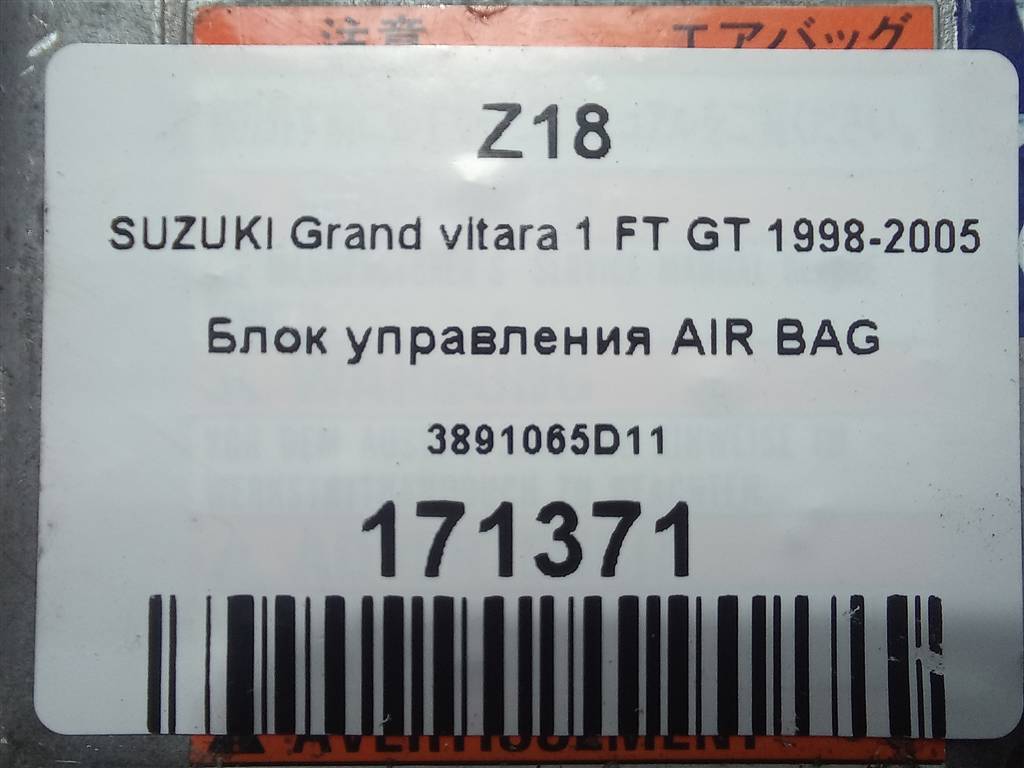 注意 エアバッグ
Z18
SUZUKI Grand vitara 1 FT GT 1998-2005
Блок управления AIR BAG
3891065D11
171371
AVERTISSEMENT